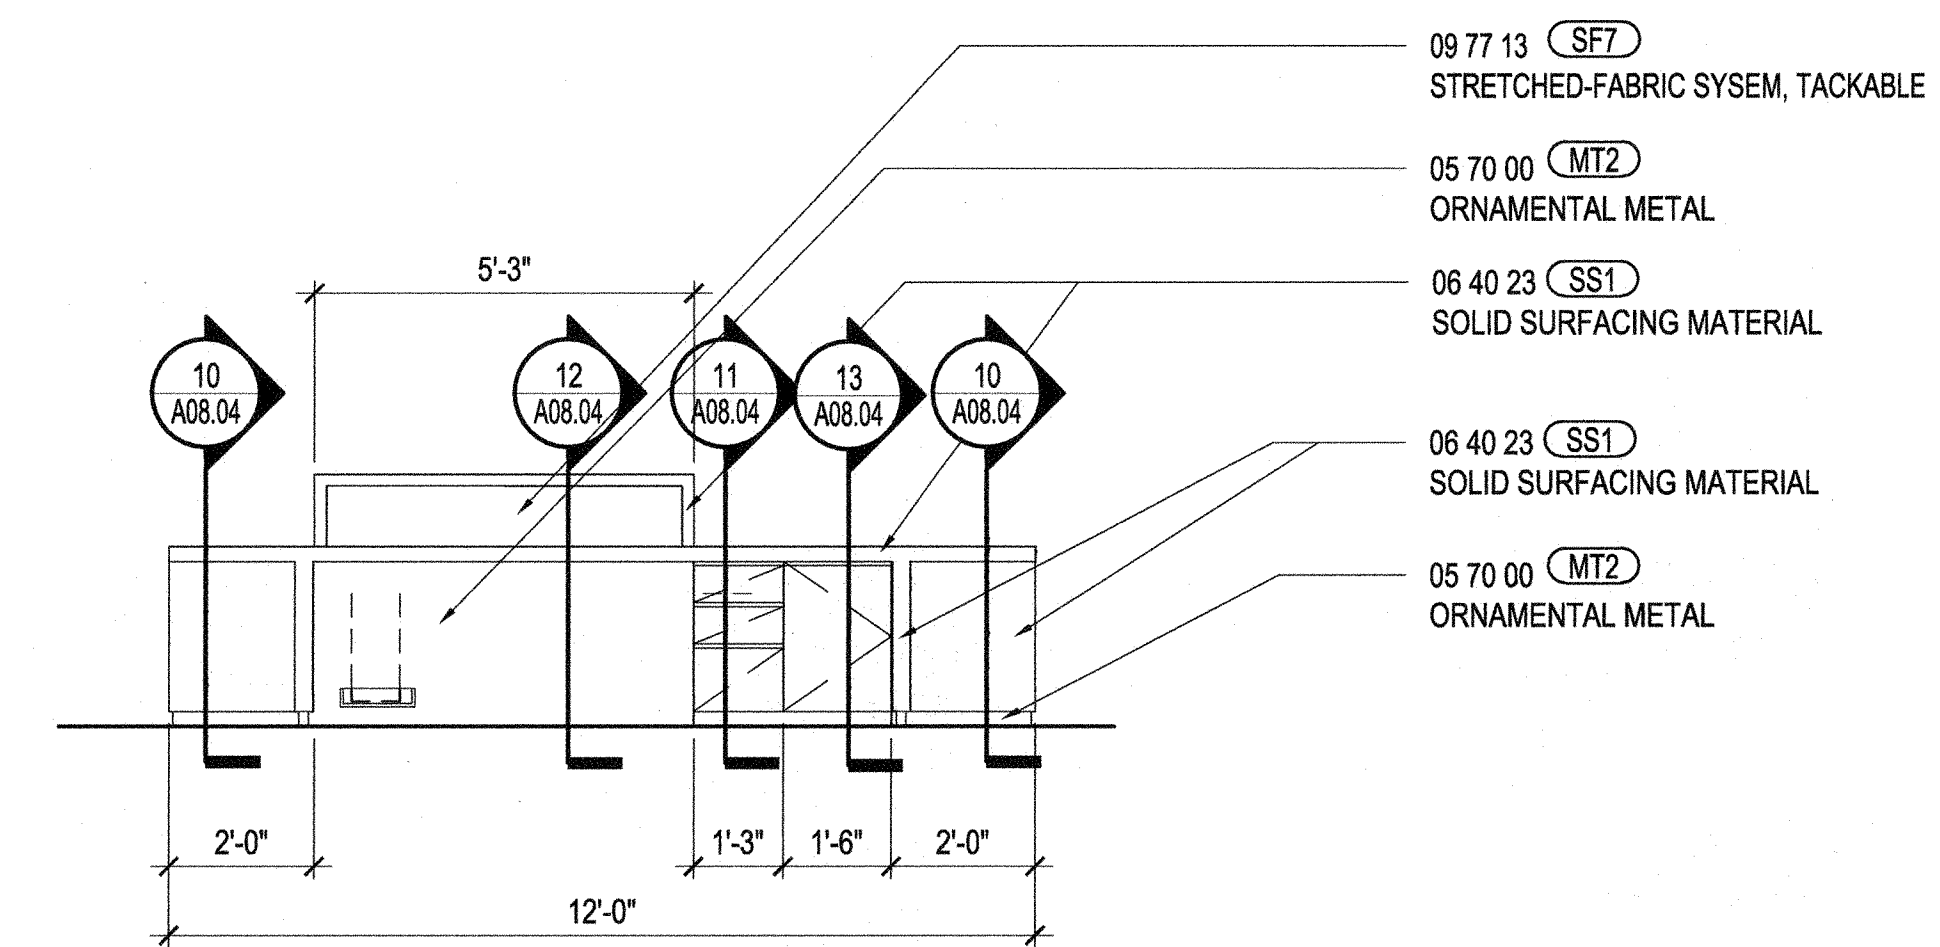 09 77 13 SF7
STRETCHED-FABRIC SYSEM, TACKABLE
05 70 00 MT2
ORNAMENTAL METAL
5'-3"
06 40 23 SS1
SOLID SURFACING MATERIAL
10 12 11 13 10
A08.04 A08.04 A08.04 A08.04 A08.04
06 40 23 SS1
SOLID SURFACING MATERIAL
05 70 00 MT2
ORNAMENTAL METAL
2'-0" 1'-3" 1'-6" 2'-0"
12'-0"